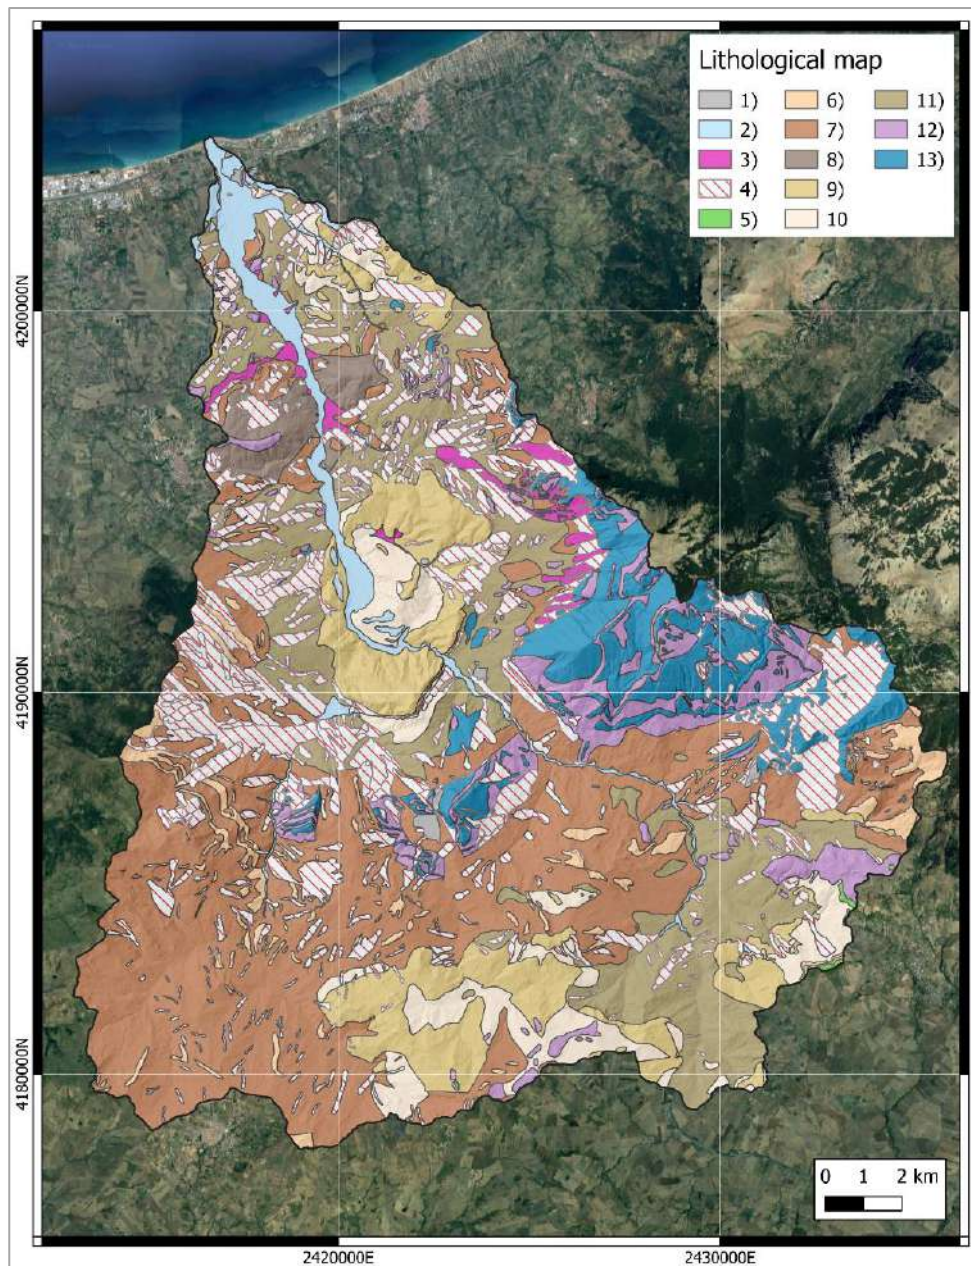 Lithological map
1) 6) 11)
2) 7) 12)
3) 8) 13)
4) 9)
5) 10
4200000N
4190000N
4180000N
0 1 2 km
2420000E 2430000E